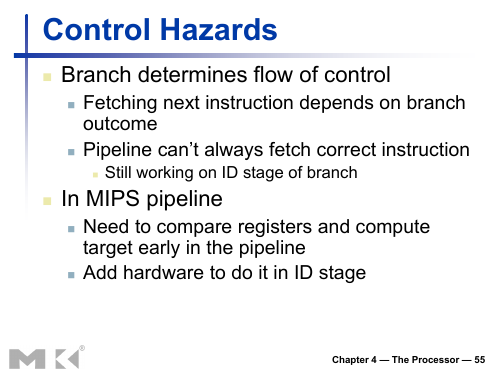 Control Hazards
Branch determines flow of control
Fetching next instruction depends on branch
outcome
Pipeline can’t always fetch correct instruction
Still working on ID stage of branch
In MIPS pipeline
Need to compare registers and compute
target early in the pipeline
Add hardware to do it in ID stage
MK®
Chapter 4 — The Processor — 55